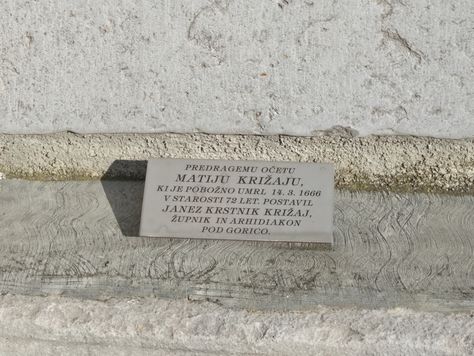 PREDRAGEMU OČETU
MATIJU KRIŽAJU,
KI JE POBOŽNO UMRL 14. 3. 1666
V STAROSTI 72 LET. POSTAVIL
JANEZ KRSTNIK KRIŽAJ,
ŽUPNIK IN ARHIDIAKON
POD GORICO.